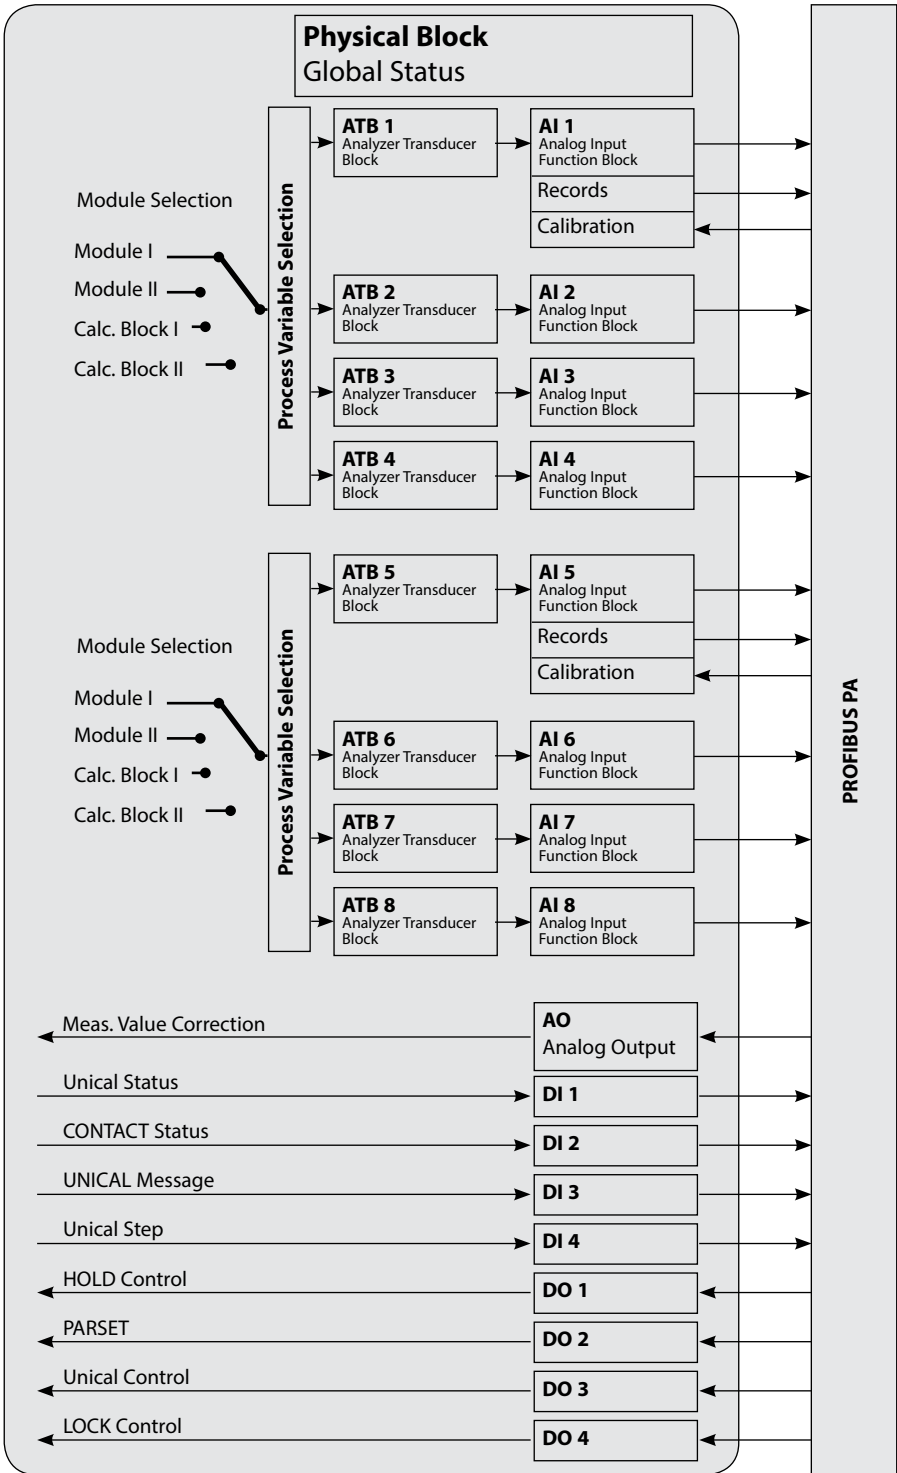 Physical Block
Global Status
ATB 1
Analyzer Transducer
Block
AI 1
Analog Input
Function Block
Records
Calibration
Module Selection
Module I
Module II
Calc. Block I
Calc. Block II
Process Variable Selection
ATB 2
Analyzer Transducer
Block
AI 2
Analog Input
Function Block
ATB 3
Analyzer Transducer
Block
AI 3
Analog Input
Function Block
ATB 4
Analyzer Transducer
Block
AI 4
Analog Input
Function Block
ATB 5
Analyzer Transducer
Block
AI 5
Analog Input
Function Block
Records
Calibration
Module Selection
Module I
Module II
Calc. Block I
Calc. Block II
Process Variable Selection
ATB 6
Analyzer Transducer
Block
AI 6
Analog Input
Function Block
ATB 7
Analyzer Transducer
Block
AI 7
Analog Input
Function Block
ATB 8
Analyzer Transducer
Block
AI 8
Analog Input
Function Block
PROFIBUS PA
Meas. Value Correction
AO
Analog Output
Unical Status
DI 1
CONTACT Status
DI 2
UNICAL Message
DI 3
Unical Step
DI 4
HOLD Control
DO 1
PARSET
DO 2
Unical Control
DO 3
LOCK Control
DO 4